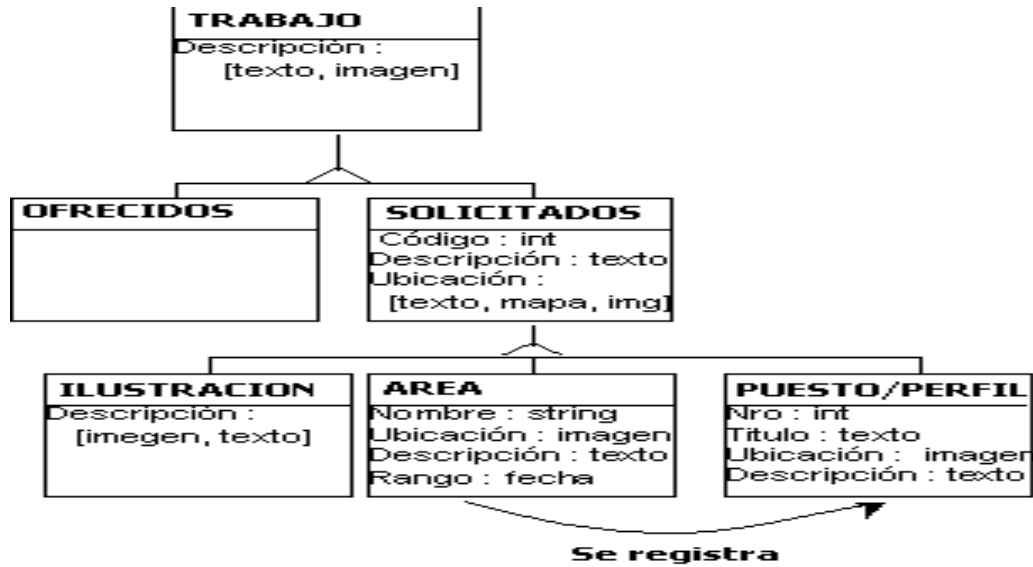 TRABAJO
Descripción :
[texto, imagen]
OFRECIDOS
SOLICITADOS
Código : int
Descripción : texto
Ubicación :
[texto, mapa, img]
ILUSTRACION
Descripción :
[imegen, texto]
AREA
Nombre : string
Ubicación : imagen
Descripción : texto
Rango : fecha
PUESTO/PERFIL
Nro : int
Titulo : texto
Ubicación : imagen
Descripción : texto
Se registra